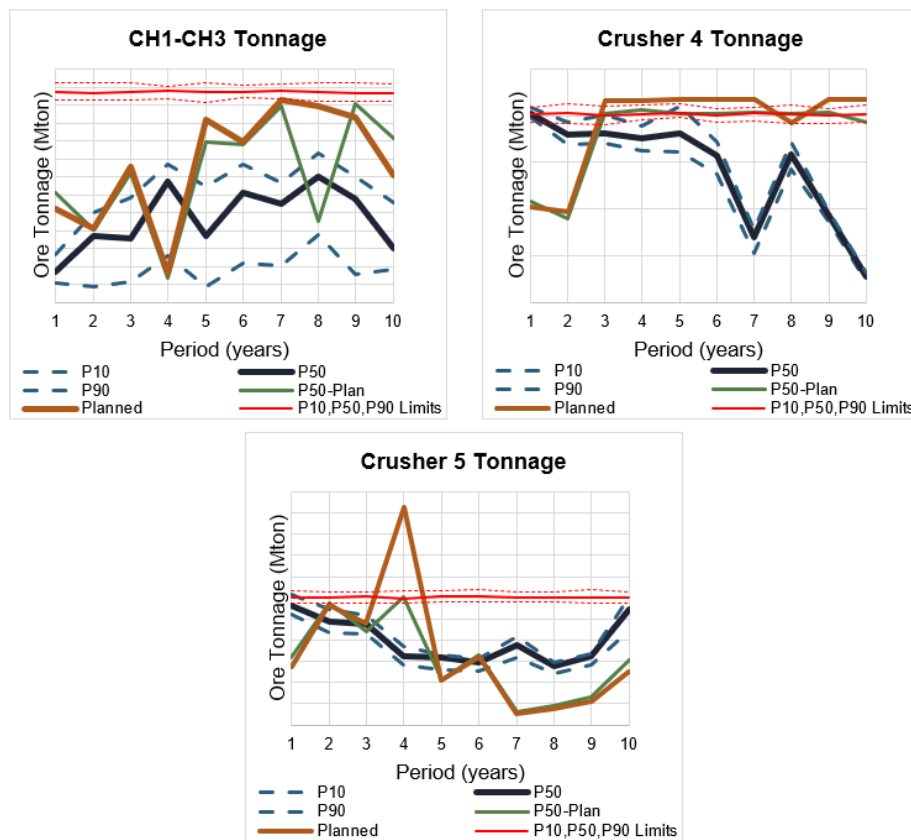 CH1-CH3 Tonnage
Ore Tonnage (Mton)
1 2 3 4 5 6 7 8 9 10
Period (years)
P10 P50
P90 P50-Plan
Planned P10,P50,P90 Limits
Crusher 4 Tonnage
Ore Tonnage (Mton)
1 2 3 4 5 6 7 8 9 10
Period (years)
P10 P50
P90 P50-Plan
Planned P10,P50,P90 Limits
Crusher 5 Tonnage
Ore Tonnage (Mton)
1 2 3 4 5 6 7 8 9 10
Period (years)
P10 P50
P90 P50-Plan
Planned P10,P50,P90 Limits